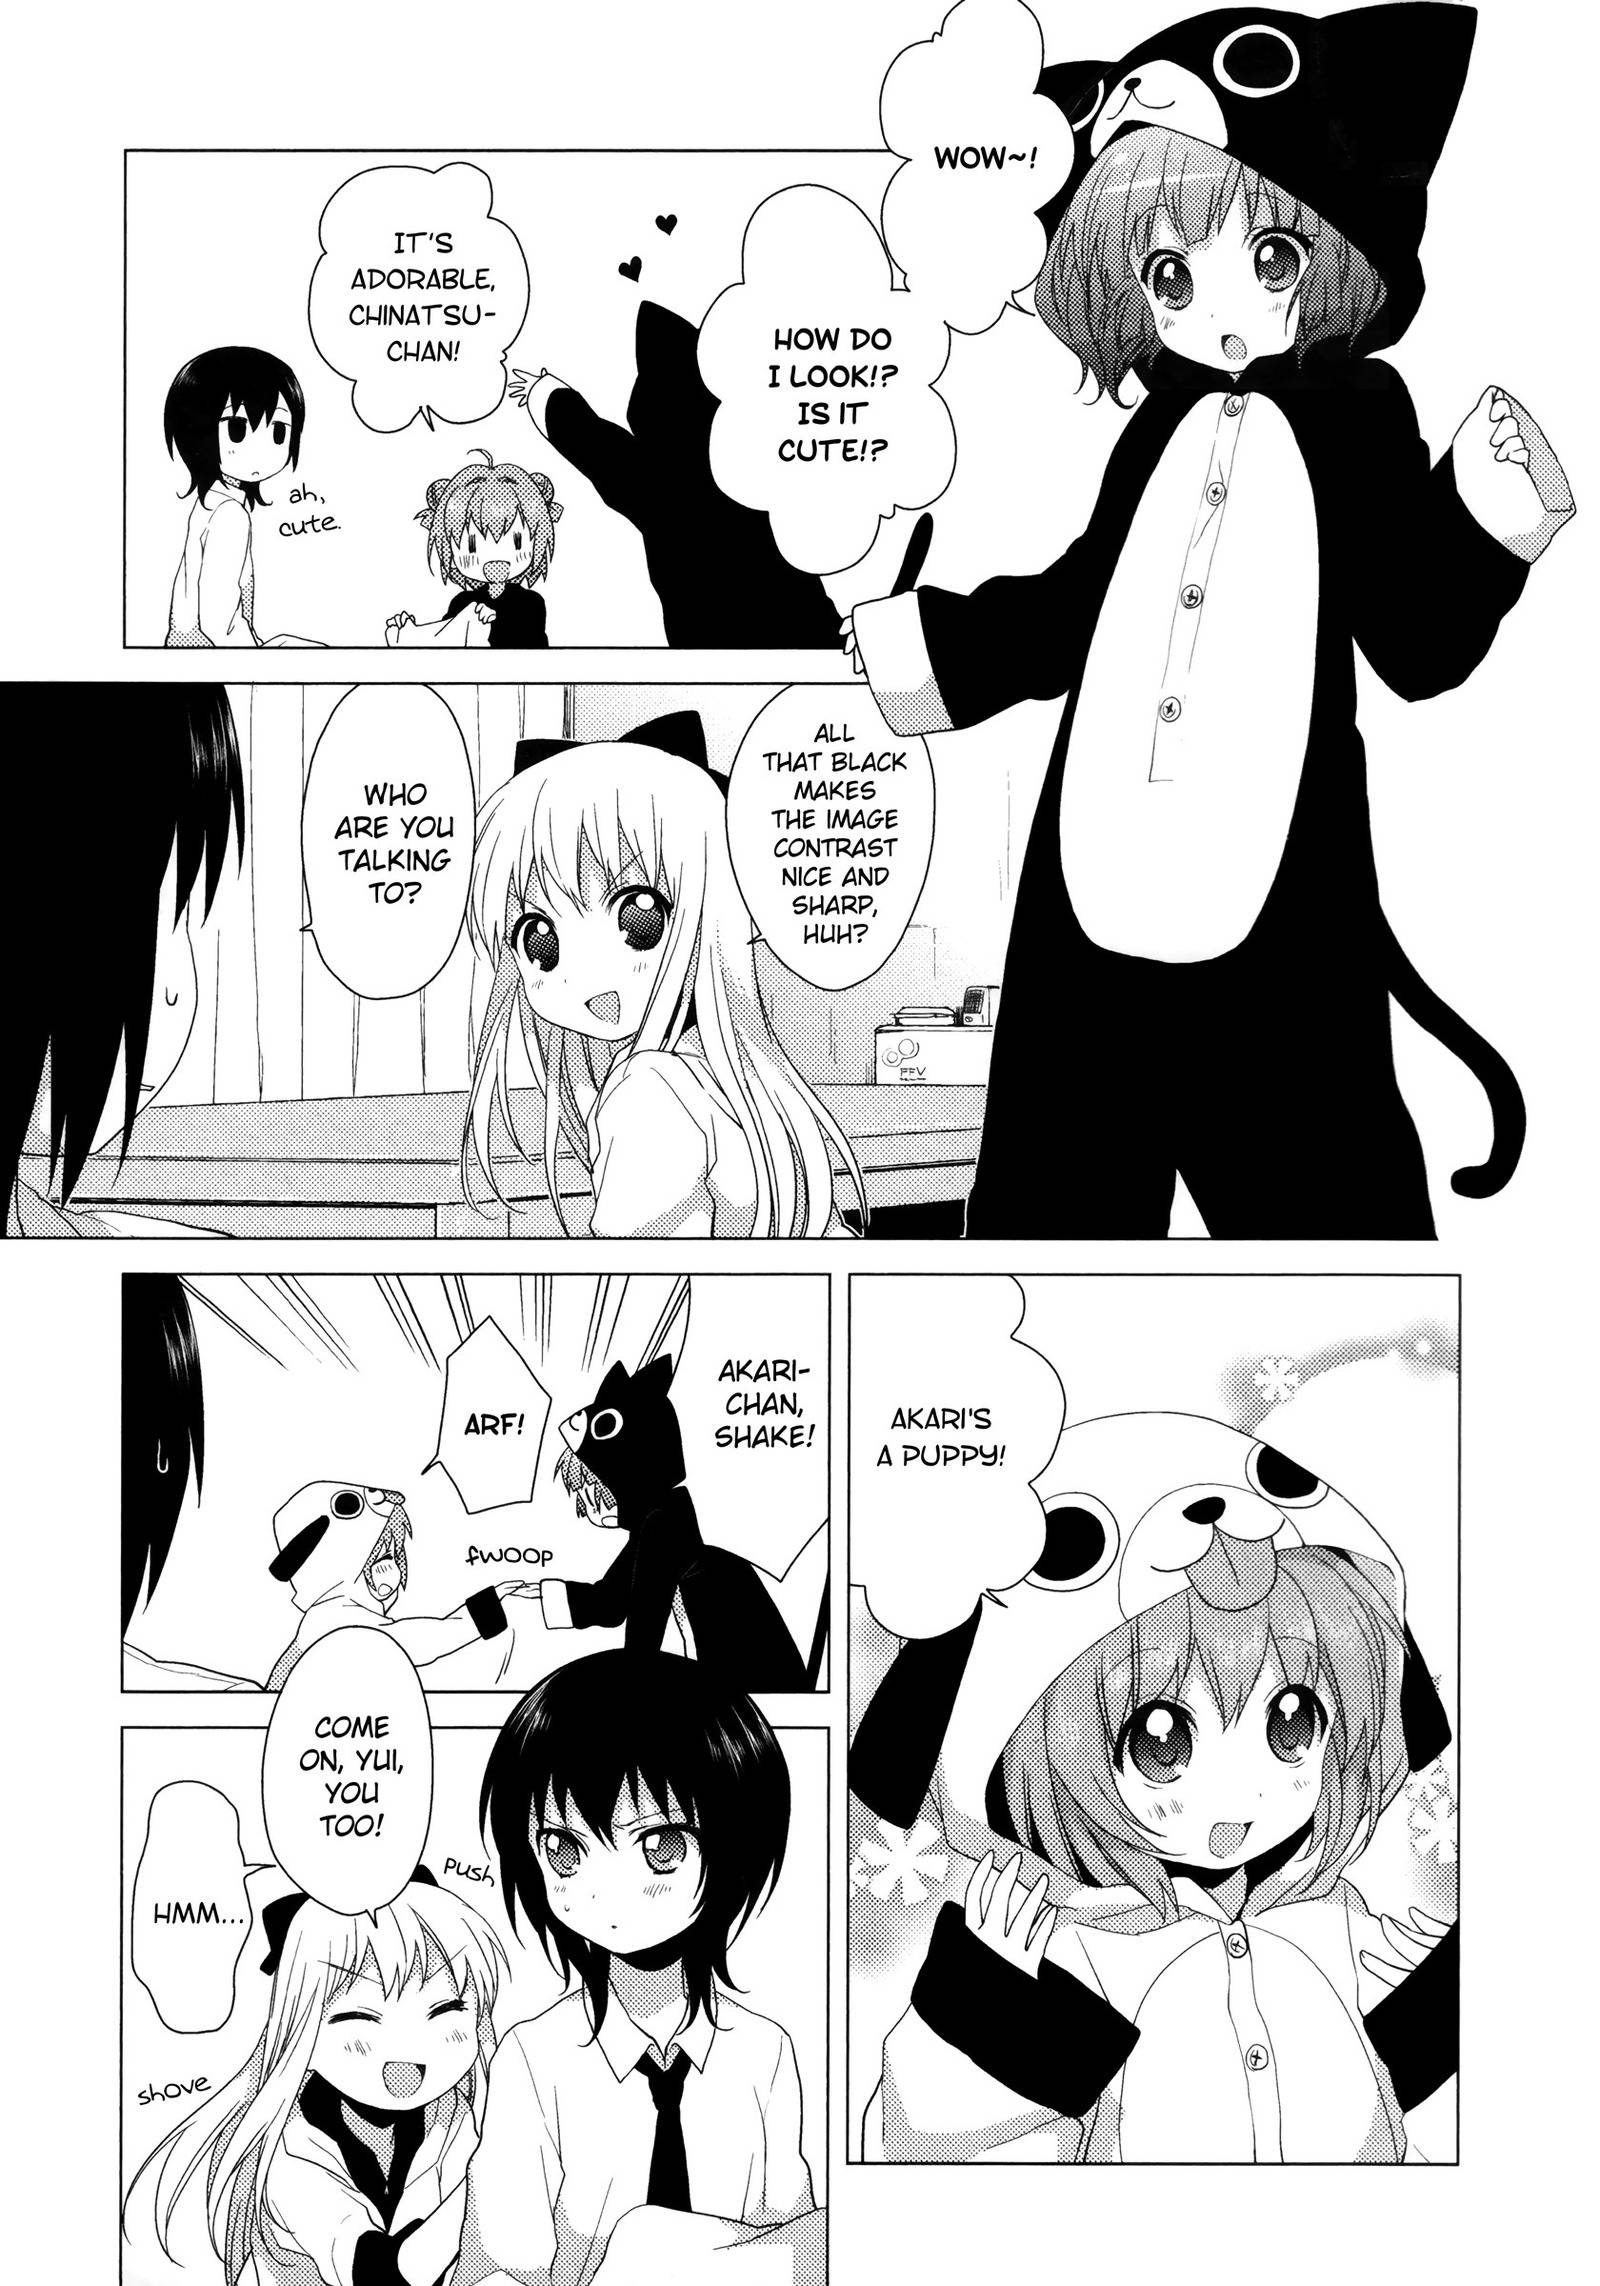 WOW~!
HOW DO
I LOOK!?
IS IT
CUTE!?
IT'S
ADORABLE,
CHINATSU-
CHAN!
ah,
cute.
ALL
THAT BLACK
MAKES
THE IMAGE
CONTRAST
NICE AND
SHARP,
HUH?
WHO
ARE YOU
TALKING
TO?
FFV
AKARI'S
A PUPPY!
AKARI-
CHAN,
SHAKE!
ARF!
fwoop
COME
ON, YUI,
YOU
TOO!
push
HMM...
shove